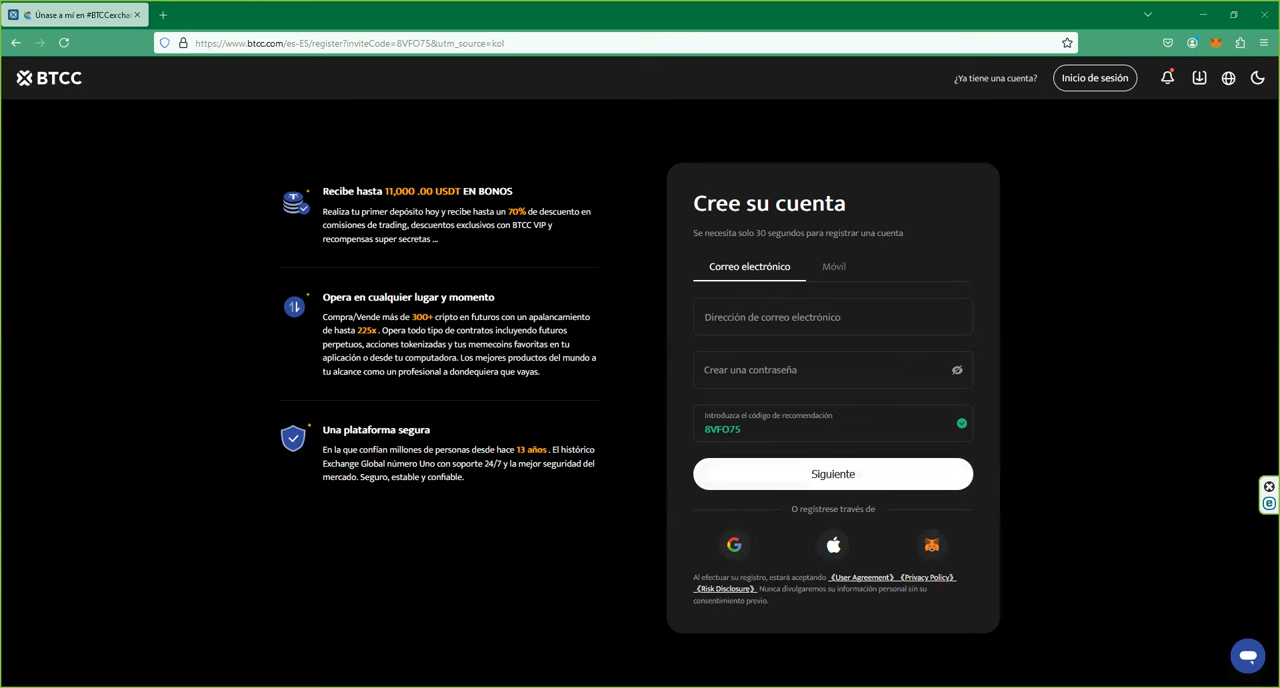 Únase a mí en #BTCCexchan
https://www.btcc.com/es-ES/register?inviteCode=8VFO75&utm_source=kol
BTCC
¿Ya tiene una cuenta?
Inicio de sesión
Recibe hasta 11,000 .00 USDT EN BONOS
Realiza tu primer depósito hoy y recibe hasta un 70% de descuento en
comisiones de trading, descuentos exclusivos con BTCC VIP y
recompensas super secretas ...
Opera en cualquier lugar y momento
Compra/Vende más de 300+ cripto en futuros con un apalancamiento
de hasta 225x . Opera todo tipo de contratos incluyendo futuros
perpetuos, acciones tokenizadas y tus memecoins favoritas en tu
aplicación o desde tu computadora. Los mejores productos del mundo a
tu alcance como un profesional a dondequiera que vayas.
Una plataforma segura
En la que confían millones de personas desde hace 13 años . El histórico
Exchange Global número Uno con soporte 24/7 y la mejor seguridad del
mercado. Seguro, estable y confiable.
Cree su cuenta
Se necesita solo 30 segundos para registrar una cuenta
Correo electrónico
Móvil
Dirección de correo electrónico
Crear una contraseña
Introduzca el código de recomendación
8VFO75
Siguiente
O regístrese través de
Al efectuar su registro, estará aceptando 《User Agreement》 《Privacy Policy》
《Risk Disclosure》 Nunca divulgaremos su información personal sin su
consentimiento previo.